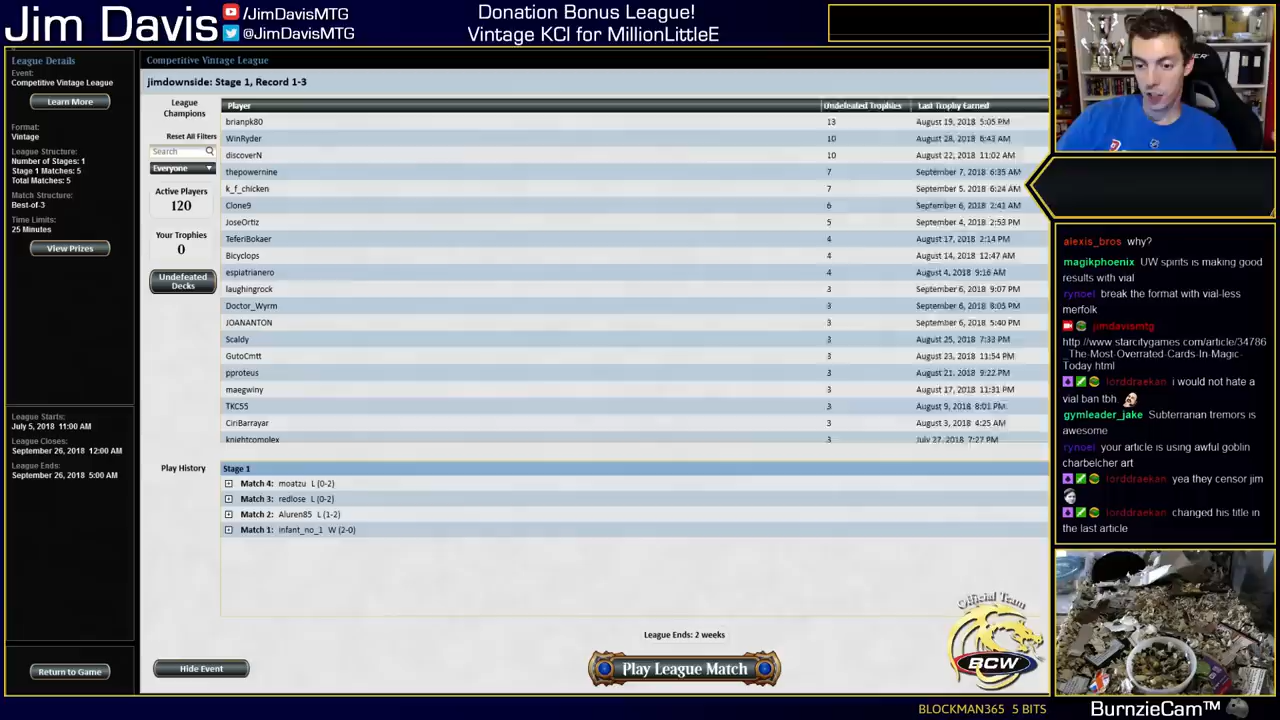 Jim Davis
/JimDavisMTG
@JimDavisMTG
Donation Bonus League!
Vintage KCI for MillionLittleE
League Details
Event:
Competitive Vintage League
Learn More
Format:
Vintage
League Structure:
Number of Stages: 1
Stage 1 Matches: 5
Total Matches: 5
Match Structure:
Best-of-3
Time Limits:
25 Minutes
View Prizes
League Starts:
July 5, 2018 11:00 AM
League Closes:
September 26, 2018 12:00 AM
League Ends:
September 26, 2018 5:00 AM
Return to Game
Competitive Vintage League
jimdownside: Stage 1, Record 1-3
League
Champions
Reset All Filters
Search
Everyone
Active Players
120
Your Trophies
0
Undefeated
Decks
Player Undefeated Trophies Last Trophy Earned
brianpk80 13 August 19, 2018 5:05 PM
WinRyder 10 August 28, 2018 6:43 AM
discoverN 10 August 22, 2018 11:02 AM
thepowernine 7 September 7, 2018 6:35 AM
k_f_chicken 7 September 5, 2018 6:24 AM
Clone9 6 September 6, 2018 2:41 AM
JoseOrtiz 5 September 4, 2018 2:53 PM
TeferiBokaer 4 August 17, 2018 2:14 PM
Bicyclops 4 August 14, 2018 12:47 AM
espiatrianero 4 August 4, 2018 9:16 AM
laughingrock 3 September 6, 2018 9:07 PM
Doctor_Wyrm 3 September 6, 2018 8:05 PM
JOANANTON 3 September 6, 2018 5:40 PM
Scaldy 3 August 25, 2018 7:33 PM
GutoCmtt 3 August 23, 2018 11:54 PM
pproteus 3 August 21, 2018 9:22 PM
maegwiny 3 August 17, 2018 11:31 PM
TKC55 3 August 9, 2018 8:01 PM
CiriBarrayar 3 August 3, 2018 4:25 AM
knightcomolex 3 July 27, 2018 7:27 PM
Play History
Stage 1
Match 4: moatzu L (0-2)
Match 3: redlose L (0-2)
Match 2: Aluren85 L (1-2)
Match 1: infant_no_1 W (2-0)
League Ends: 2 weeks
Hide Event
Play League Match
Official Team
BCW
alexis_bros why?
magikphoenix UW spirits is making good
results with vial
rynoel break the format with vial-less
merfolk
jimdavismtg
http://www.starcitygames.com/article/34786
_The-Most-Overrated-Cards-In-Magic-
Today.html
lorddraekan i would not hate a
vial ban tbh
gymleader_jake Subterranian tremors is
awesome
rynoel your article is using awful goblin
charbelcher art
lorddraekan yea they censor jim
lorddraekan changed his title in
the last article
BLOCKMAN365 5 BITS
BurnzieCam™